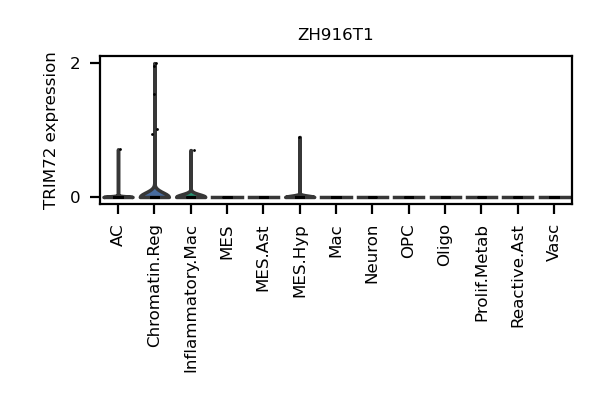 ZH916T1
TRIM72 expression
2
0
AC
Chromatin.Reg
Inflammatory.Mac
MES
MES.Ast
MES.Hyp
Mac
Neuron
OPC
Oligo
Prolif.Metab
Reactive.Ast
Vasc